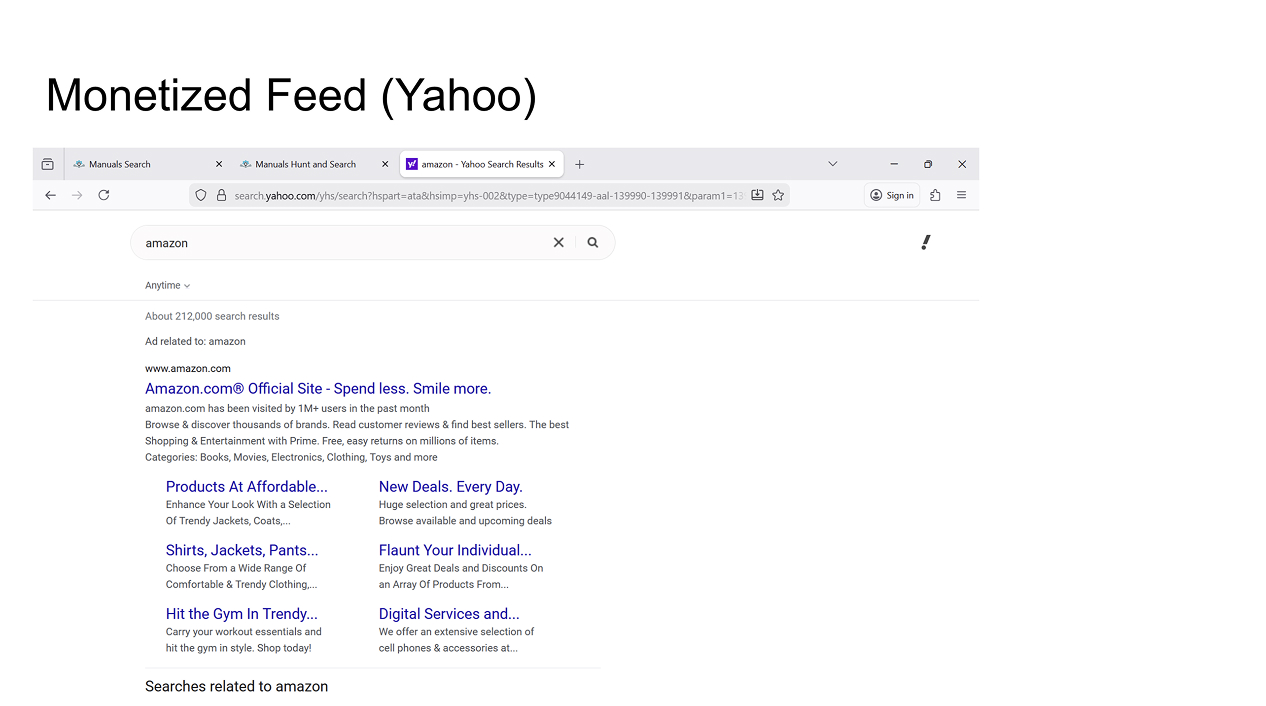 Monetized Feed (Yahoo)
Manuals Search
Manuals Hunt and Search
amazon - Yahoo Search Results
search.yahoo.com/yhs/search?hspart=ata&hsimp=yhs-002&type=type9044149-aal-139990-139991&param1=13
Sign in
amazon
Anytime
About 212,000 search results
Ad related to: amazon
www.amazon.com
Amazon.com® Official Site - Spend less. Smile more.
amazon.com has been visited by 1M+ users in the past month
Browse & discover thousands of brands. Read customer reviews & find best sellers. The best
Shopping & Entertainment with Prime. Free, easy returns on millions of items.
Categories: Books, Movies, Electronics, Clothing, Toys and more
Products At Affordable...
Enhance Your Look With a Selection
Of Trendy Jackets, Coats,...
New Deals. Every Day.
Huge selection and great prices.
Browse available and upcoming deals
Shirts, Jackets, Pants...
Choose From a Wide Range Of
Comfortable & Trendy Clothing,...
Flaunt Your Individual...
Enjoy Great Deals and Discounts On
an Array Of Products From...
Hit the Gym In Trendy...
Carry your workout essentials and
hit the gym in style. Shop today!
Digital Services and...
We offer an extensive selection of
cell phones & accessories at...
Searches related to amazon